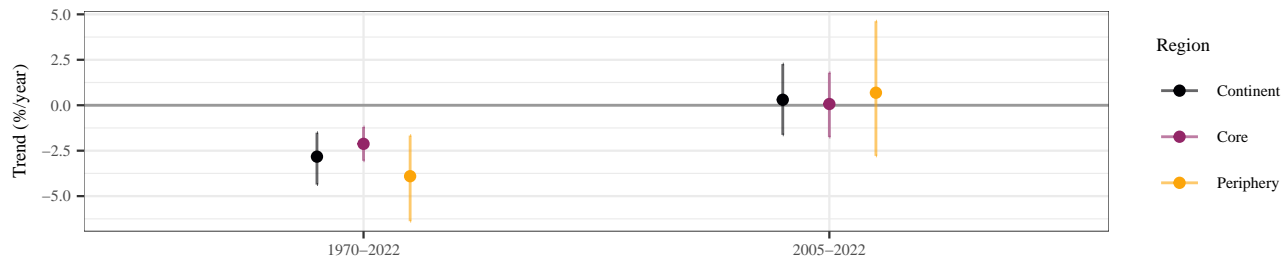 5.0
2.5
0.0
−2.5
−5.0
Trend (%/year)
1970−2022
2005−2022
Region
Continent
Core
Periphery